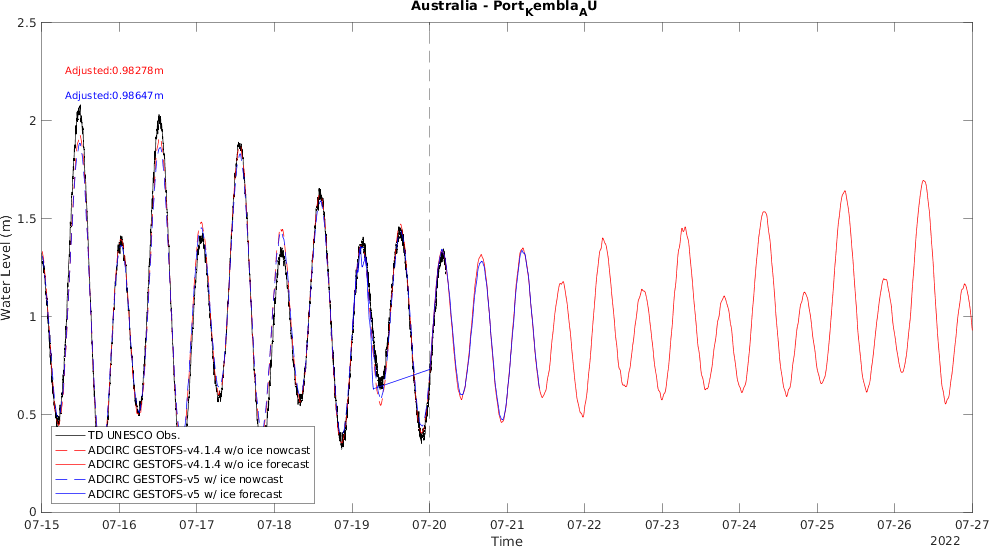 Australia - Port_Kembla_AU
2.5
Adjusted:0.98278m
Adjusted:0.98647m
2
1.5
Water Level (m)
1
0.5
TD UNESCO Obs.
ADCIRC GESTOFS-v4.1.4 w/o ice nowcast
ADCIRC GESTOFS-v4.1.4 w/o ice forecast
ADCIRC GESTOFS-v5 w/ ice nowcast
ADCIRC GESTOFS-v5 w/ ice forecast
0
07-15 07-16 07-17 07-18 07-19 07-20 07-21 07-22 07-23 07-24 07-25 07-26 07-27
Time
2022